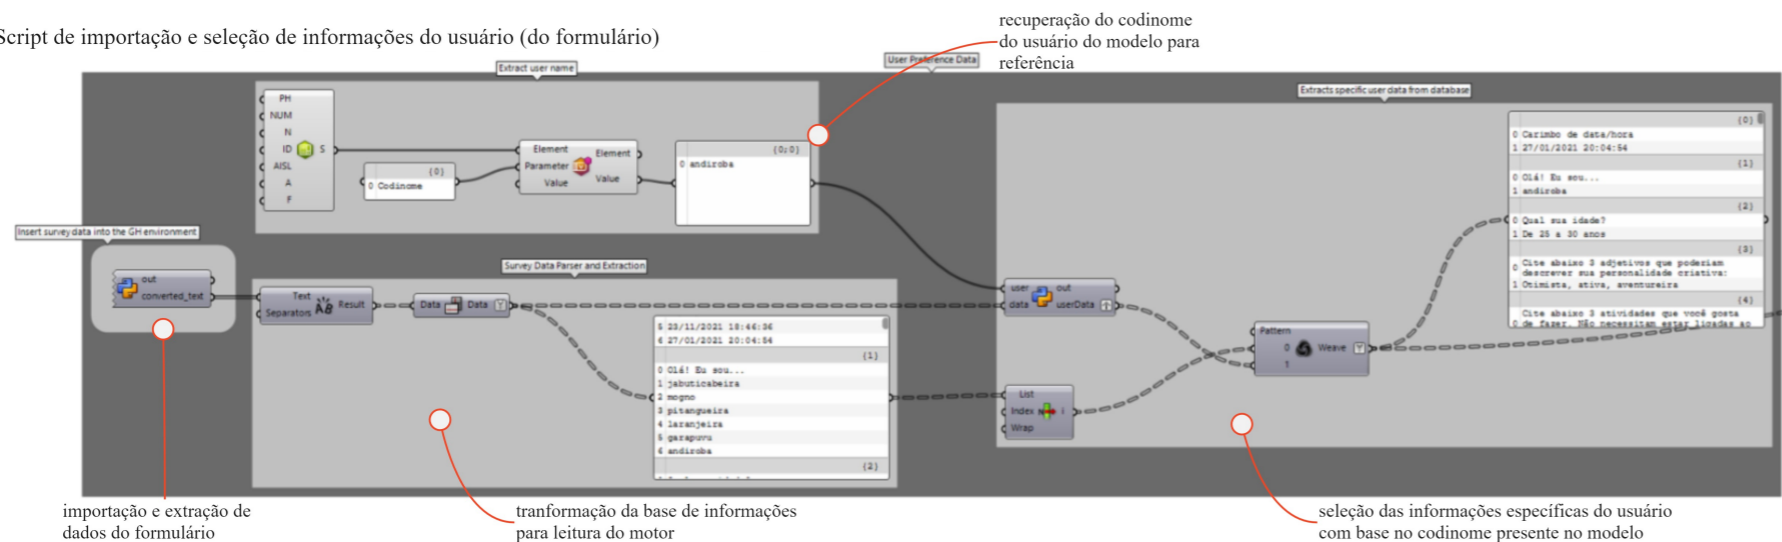 Script de importação e seleção de informações do usuário (do formulário)
recuperação do codinome
do usuário do modelo para
referência
User Preference Data
Extract user name
PH
NUM
N
ID
AISL
A
F
S
{0}
0 Codinome
Element
Parameter
Value
Element
Value
{0;0}
0 andiroba
Insert survey data into the GH environment
out
converted_text
Survey Data Parser and Extraction
Text
Separators
Result
Data
Data
5 23/11/2021 18:46:36
6 27/01/2021 20:04:54
{1}
0 Olá! Eu sou...
1 jabuticabeira
2 mogno
3 pitangueira
4 laranjeira
5 garapuvu
6 andiroba
{2}
Extracts specific user data from database
user
data
out
userData
List
Index
Wrap
i
Pattern
0
1
Weave
{0}
0 Carimbo de data/hora
1 27/01/2021 20:04:54
{1}
0 Olá! Eu sou...
1 andiroba
{2}
0 Qual sua idade?
1 De 25 a 30 anos
{3}
0 Cite abaixo 3 adjetivos que poderiam
descrever sua personalidade criativa:
1 Otimista, ativa, aventureira
{4}
Cite abaixo 3 atividades que você gosta
0 de fazer. Não necessitam estar ligadas ao
importação e extração de
dados do formulário
tranformação da base de informações
para leitura do motor
seleção das informações específicas do usuário
com base no codinome presente no modelo